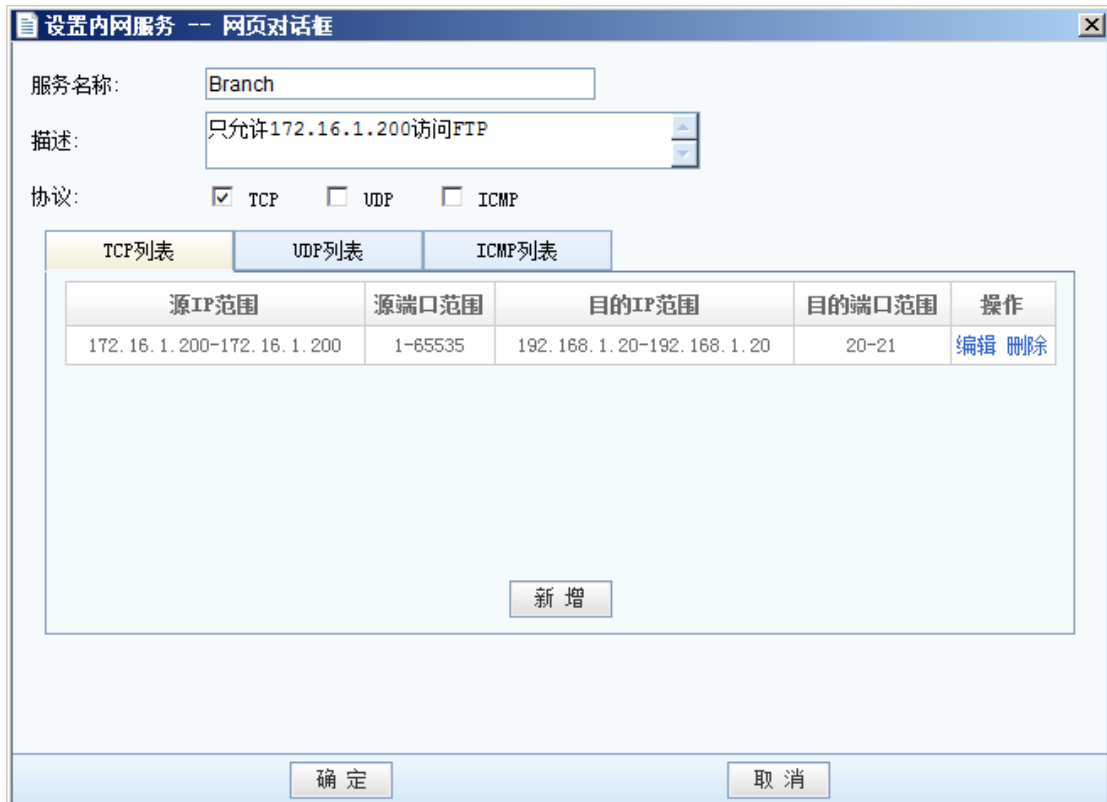 设置内网服务 -- 网页对话框
服务名称: Branch
描述: 只允许172.16.1.200访问FTP
协议: TCP UDP ICMP
TCP列表 UDP列表 ICMP列表
源IP范围 源端口范围 目的IP范围 目的端口范围 操作
172.16.1.200-172.16.1.200 1-65535 192.168.1.20-192.168.1.20 20-21 编辑 删除
新 增
确 定 取 消